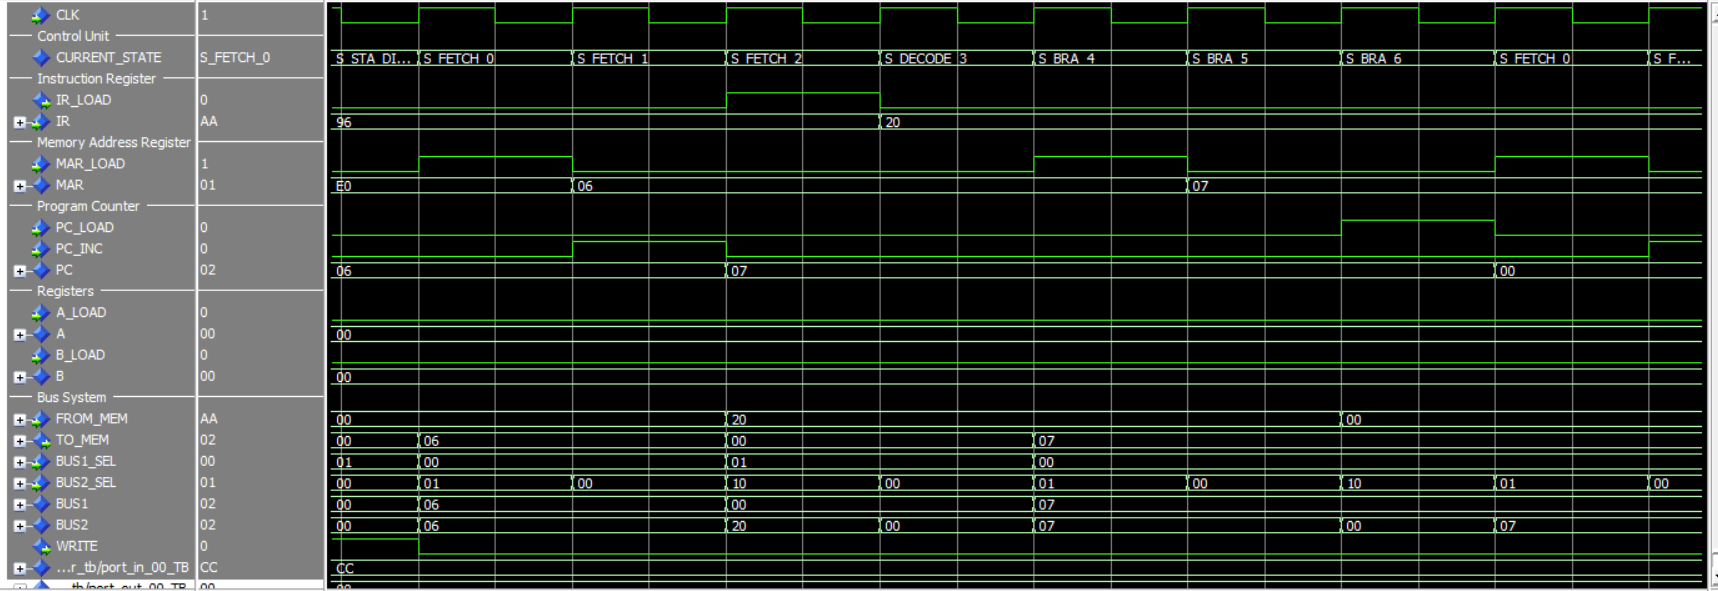 CLK 1
Control Unit
CURRENT_STATE S_FETCH_0 S_STA_DI... S_FETCH_0 S_FETCH_1 S_FETCH_2 S_DECODE_3 S_BRA_4 S_BRA_5 S_BRA_6 S_FETCH_0 S_F...
Instruction Register
IR_LOAD 0
IR AA 96 20
Memory Address Register
MAR_LOAD 1
MAR 01 E0 06 07
Program Counter
PC_LOAD 0
PC_INC 0
PC 02 06 07 00
Registers
A_LOAD 0
A 00 00
B_LOAD 0
B 00 00
Bus System
FROM_MEM AA 00 20 00
TO_MEM 02 00 06 00 07
BUS1_SEL 00 01 00 01 00
BUS2_SEL 01 00 01 00 10 00 01 00 10 01 00
BUS1 02 00 06 00 07
BUS2 02 00 06 20 00 07 00 07
WRITE 0
...r_tb/port_in_00_TB CC CC